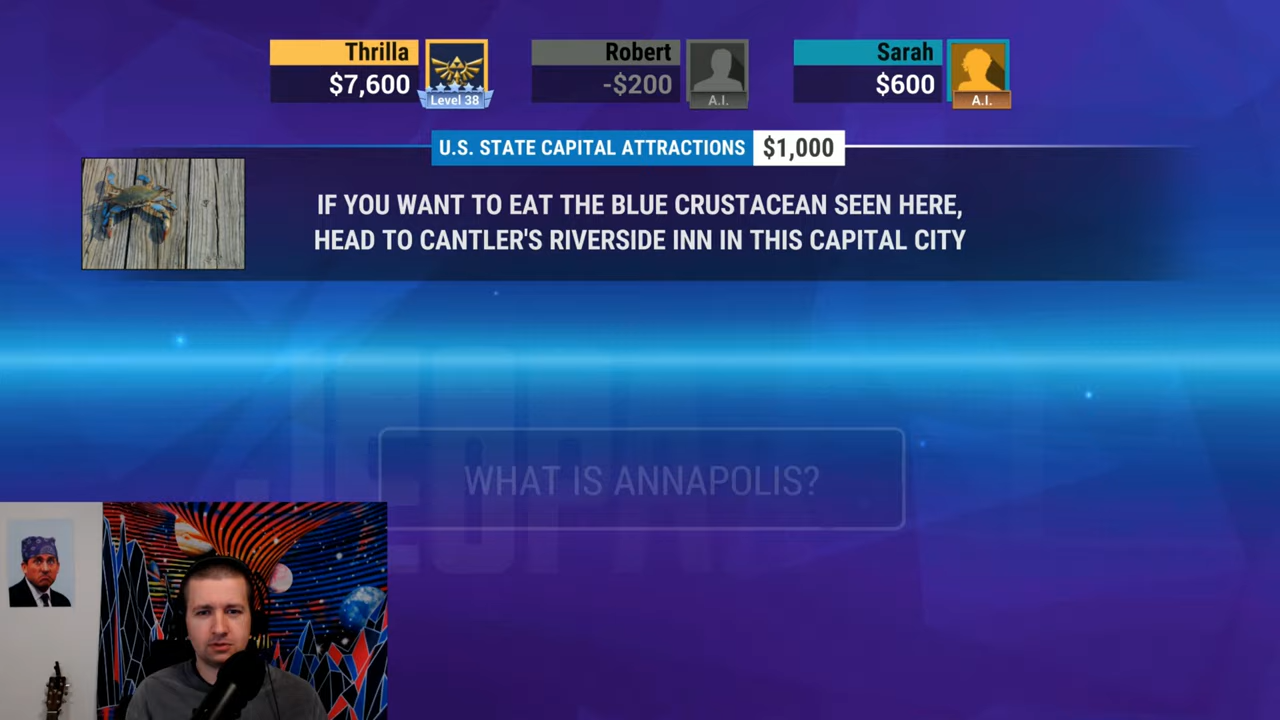 Thrilla
$7,600
Level 38
Robert
-$200
A.I.
Sarah
$600
A.I.
U.S. STATE CAPITAL ATTRACTIONS $1,000
IF YOU WANT TO EAT THE BLUE CRUSTACEAN SEEN HERE,
HEAD TO CANTLER'S RIVERSIDE INN IN THIS CAPITAL CITY
WHAT IS ANNAPOLIS?